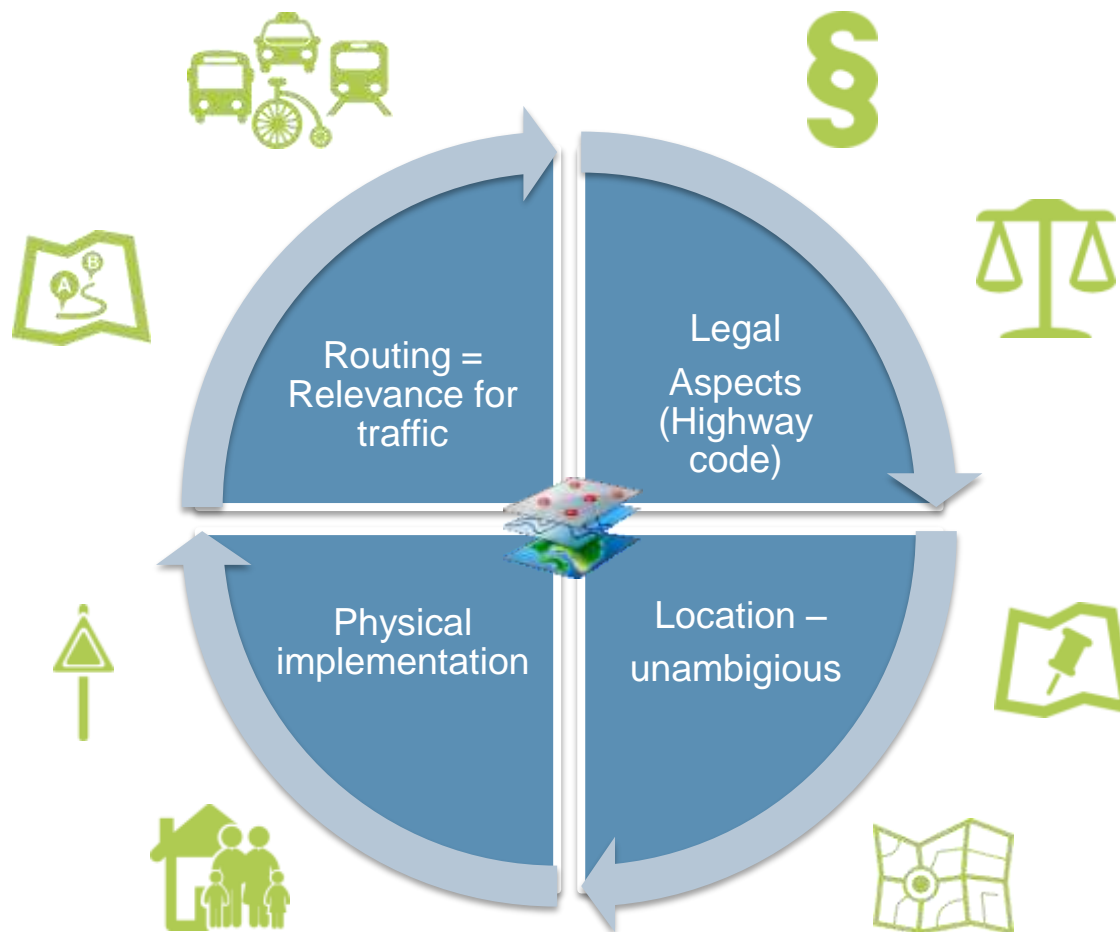 §
B
A
Routing =
Relevance for
traffic
Legal
Aspects
(Highway
code)
Physical
implementation
Location –
unambigious